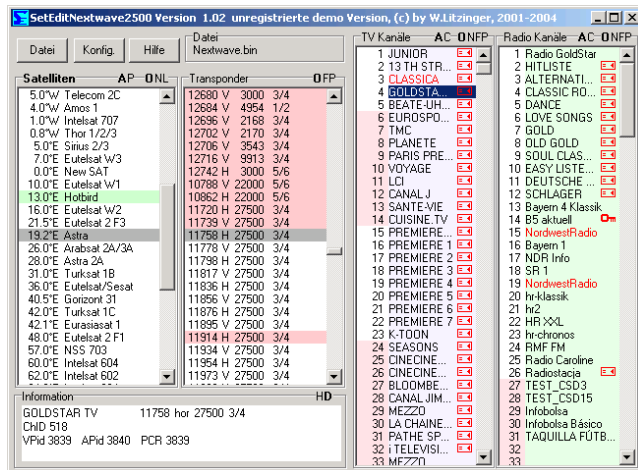 SetEditNextwave2500 Version 1.02 unregistrierte demo Version, (c) by W.Litzinger, 2001-2004
Datei
Konfig.
Hilfe
Datei
Nextwave.bin
Satelliten AP-ONL
5.0°W Telecom 2C
4.0°W Amos 1
1.0°W Intelsat 707
0.8°W Thor 1/2/3
5.0°E Sirius 2/3
7.0°E Eutelsat W3
0.0°E New SAT
10.0°E Eutelsat W1
13.0°E Hotbird
16.0°E Eutelsat W2
21.5°E Eutelsat 2 F3
19.2°E Astra
26.0°E Arabsat 2A/3A
28.0°E Astra 2A
31.0°E Turksat 1B
36.0°E Eutelsat/Sesat
40.5°E Gorizont 31
42.0°E Turksat 1C
42.1°E Eurasiasat 1
48.0°E Eutelsat 2 F1
57.0°E NSS 703
60.0°E Intelsat 604
62.0°E Intelsat 602
Transponder OFP
12680 V 3000 3/4
12684 V 4954 1/2
12696 V 2168 3/4
12702 V 2170 3/4
12706 V 3543 3/4
12716 V 9913 3/4
12742 H 3000 5/6
10788 V 22000 5/6
10862 H 22000 5/6
11720 H 27500 3/4
11739 V 27500 3/4
11758 H 27500 3/4
11778 V 27500 3/4
11798 H 27500 3/4
11817 V 27500 3/4
11836 H 27500 3/4
11856 V 27500 3/4
11876 H 27500 3/4
11895 V 27500 3/4
11914 H 27500 3/4
11934 V 27500 3/4
11954 H 27500 3/4
11973 V 27500 3/4
Information HD
GOLDSTAR TV 11758 hor 27500 3/4
ChID 518
VPid 3839 APid 3840 PCR 3839
TV Kanäle AC ONFP
1 JUNIOR
2 13 TH STR...
3 CLASSICA
4 GOLDSTA...
5 BEATE-UH...
6 EUROSPO...
7 TMC
8 PLANETE
9 PARIS PRE...
10 VOYAGE
11 LCI
12 CANAL J
13 SANTE-VIE
14 CUISINE.TV
15 PREMIERE...
16 PREMIERE 1
17 PREMIERE 2
18 PREMIERE 3
19 PREMIERE 4
20 PREMIERE 5
21 PREMIERE 6
22 PREMIERE 7
23 K-TOON
24 SEASONS
25 CINECINE...
26 CINECINE...
27 BLOOMBE...
28 CANAL JIM...
29 MEZZO
30 LA CHAINE...
31 PATHE SP...
32 i TELEVISI...
33 MEZZO
Radio Kanäle AC ONFP
1 Radio GoldStar
2 HITLISTE
3 ALTERNATI...
4 CLASSIC RO...
5 DANCE
6 LOVE SONGS
7 GOLD
8 OLD GOLD
9 SOUL CLAS...
10 EASY LISTE...
11 DEUTSCHE ...
12 SCHLAGER
13 Bayern 4 Klassik
14 B5 aktuell
15 NordwestRadio
16 Bayern 1
17 NDR Info
18 SR 1
19 NordwestRadio
20 hr-klassik
21 hr2
22 HR XXL
23 hr-chronos
24 RMF FM
25 Radio Caroline
26 Radiostacja
27 TEST_CSD3
28 TEST_CSD15
29 Infobolsa
30 Infobolsa Básico
31 TAQUILLA FÚTB...
32
33